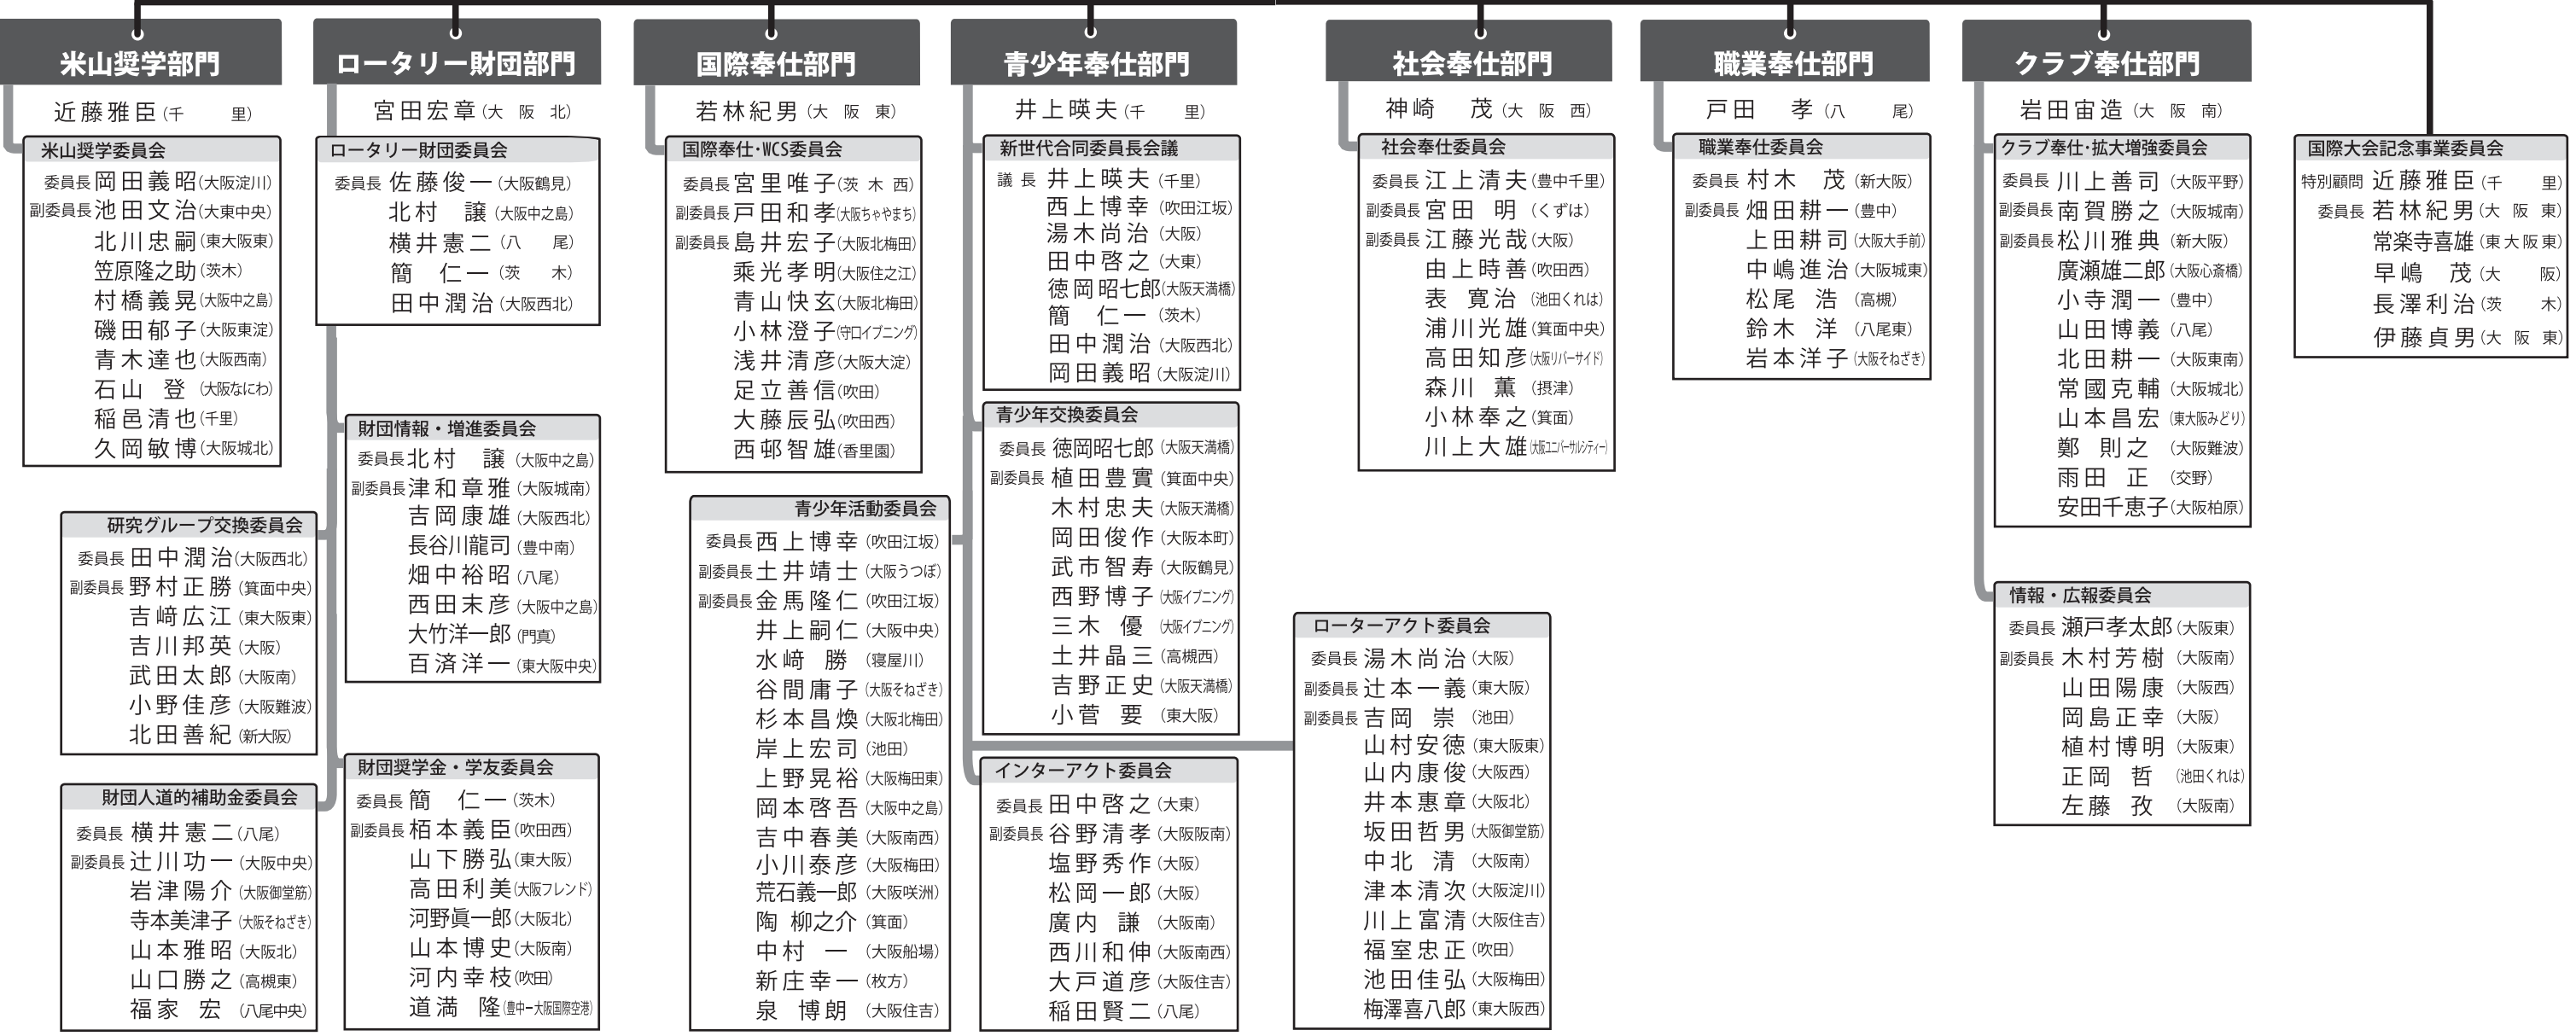 米山奨学部門
近藤雅臣(千　里)
米山奨学委員会
委員長 岡田義昭(大阪淀川)
副委員長 池田文治(大東中央)
北川忠嗣(東大阪東)
笠原隆之助(茨木)
村橋義晃(大阪中之島)
磯田郁子(大阪東淀)
青木達也(大阪西南)
石山　登(大阪なにわ)
稲邑清也(千里)
久岡敏博(大阪城北)
ロータリー財団部門
宮田宏章(大阪北)
ロータリー財団委員会
委員長 佐藤俊一(大阪鶴見)
北村　譲(大阪中之島)
横井憲二(八　尾)
簡　仁一(茨　木)
田中潤治(大阪西北)
財団情報・増進委員会
委員長 北村　譲(大阪中之島)
副委員長 津和章雅(大阪城南)
吉岡康雄(大阪西北)
長谷川龍司(豊中南)
畑中裕昭(八尾)
西田末彦(大阪中之島)
大竹洋一郎(門真)
百済洋一(東大阪中央)
研究グループ交換委員会
委員長 田中潤治(大阪西北)
副委員長 野村正勝(箕面中央)
吉﨑広江(東大阪東)
吉川邦英(大阪)
武田太郎(大阪南)
小野佳彦(大阪難波)
北田善紀(新大阪)
財団奨学金・学友委員会
委員長 簡　仁一(茨木)
副委員長 栢本義臣(吹田西)
山下勝弘(東大阪)
高田利美(大阪フレンド)
河野眞一郎(大阪北)
山本博史(大阪南)
河内幸枝(吹田)
道満　隆(豊中ー大阪国際空港)
財団人道的補助金委員会
委員長 横井憲二(八尾)
副委員長 辻川功一(大阪中央)
岩津陽介(大阪御堂筋)
寺本美津子(大阪そねざき)
山本雅昭(大阪北)
山口勝之(高槻東)
福家　宏(八尾中央)
国際奉仕部門
若林紀男(大阪東)
国際奉仕・WCS委員会
委員長 宮里唯子(茨木西)
副委員長 戸田和孝(大阪ちゃやまち)
副委員長 島井宏子(大阪北梅田)
乘光孝明(大阪住之江)
青山快玄(大阪北梅田)
小林澄子(守口イブニング)
浅井清彦(大阪大淀)
足立善信(吹田)
大藤辰弘(吹田西)
西邨智雄(香里園)
青少年奉仕部門
井上暎夫(千　里)
新世代合同委員長会議
議長 井上暎夫(千里)
西上博幸(吹田江坂)
湯木尚治(大阪)
田中啓之(大東)
徳岡昭七郎(大阪天満橋)
簡　仁一(茨木)
田中潤治(大阪西北)
岡田義昭(大阪淀川)
青少年交換委員会
委員長 徳岡昭七郎(大阪天満橋)
副委員長 植田豊實(箕面中央)
木村忠夫(大阪天満橋)
岡田俊作(大阪本町)
武市智寿(大阪鶴見)
西野博子(大阪イブニング)
三木　優(大阪イブニング)
土井晶三(高槻西)
吉野正史(大阪天満橋)
小菅　要(東大阪)
青少年活動委員会
委員長 西上博幸(吹田江坂)
副委員長 土井靖士(大阪うつぼ)
副委員長 金馬隆仁(吹田江坂)
井上嗣仁(大阪中央)
水﨑　勝(寝屋川)
谷間庸子(大阪そねざき)
杉本昌煥(大阪北梅田)
岸上宏司(池田)
上野晃裕(大阪梅田東)
岡本啓吾(大阪中之島)
吉中春美(大阪南西)
小川泰彦(大阪梅田)
荒石義一郎(大阪咲洲)
陶　柳之介(箕面)
中村　一(大阪船場)
新庄幸一(枚方)
泉　博朗(大阪住吉)
インターアクト委員会
委員長 田中啓之(大東)
副委員長 谷野清孝(大阪阪南)
塩野秀作(大阪)
松岡一郎(大阪)
廣内　謙(大阪南)
西川和伸(大阪南西)
大戸道彦(大阪住吉)
稲田賢二(八尾)
ローターアクト委員会
委員長 湯木尚治(大阪)
副委員長 辻本一義(東大阪)
副委員長 吉岡　崇(池田)
山村安徳(東大阪東)
山内康俊(大阪西)
井本惠章(大阪北)
坂田哲男(大阪御堂筋)
中北　清(大阪南)
津本清次(大阪淀川)
川上富清(大阪住吉)
福室忠正(吹田)
池田佳弘(大阪梅田)
梅澤喜八郎(東大阪西)
社会奉仕部門
神崎　茂(大阪西)
社会奉仕委員会
委員長 江上清夫(豊中千里)
副委員長 宮田　明(くずは)
副委員長 江藤光哉(大阪)
由上時善(吹田西)
表　寛治(池田くれは)
浦川光雄(箕面中央)
高田知彦(大阪リバーサイド)
森川　薫(摂津)
小林奉之(箕面)
川上大雄(大阪ユニバーサルシティー)
職業奉仕部門
戸田　孝(八　尾)
職業奉仕委員会
委員長 村木　茂(新大阪)
副委員長 畑田耕一(豊中)
上田耕司(大阪大手前)
中嶋進治(大阪城東)
松尾　浩(高槻)
鈴木　洋(八尾東)
岩本洋子(大阪そねざき)
クラブ奉仕部門
岩田宙造(大阪南)
クラブ奉仕・拡大増強委員会
委員長 川上善司(大阪平野)
副委員長 南賀勝之(大阪城南)
副委員長 松川雅典(新大阪)
廣瀬雄二郎(大阪心斎橋)
小寺潤一(豊中)
山田博義(八尾)
北田耕一(大阪東南)
常國克輔(大阪城北)
山本昌宏(東大阪みどり)
鄭　則之(大阪難波)
雨田　正(交野)
安田千恵子(大阪柏原)
情報・広報委員会
委員長 瀬戸孝太郎(大阪東)
副委員長 木村芳樹(大阪南)
山田陽康(大阪西)
岡島正幸(大阪)
植村博明(大阪東)
正岡　哲(池田くれは)
左藤　孜(大阪南)
国際大会記念事業委員会
特別顧問 近藤雅臣(千　里)
委員長 若林紀男(大阪東)
常楽寺喜雄(東大阪東)
早嶋　茂(大　阪)
長澤利治(茨　木)
伊藤貞男(大阪東)